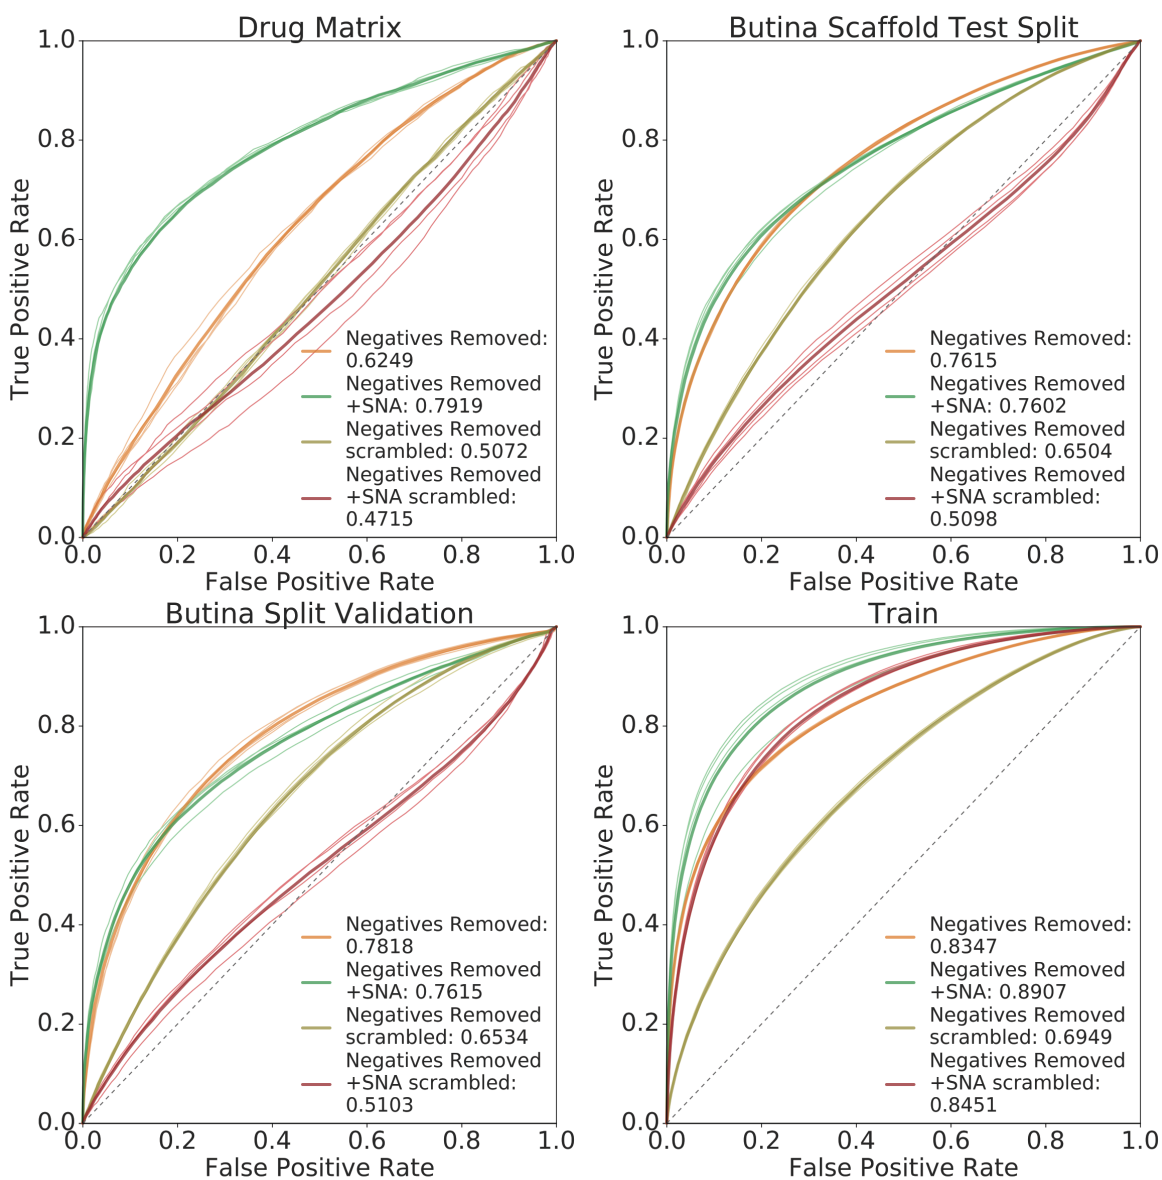 Drug Matrix
1.0
0.8
0.6
0.4
0.2
0.0
True Positive Rate
Negatives Removed:
0.6249
Negatives Removed
+SNA: 0.7919
Negatives Removed
scrambled: 0.5072
Negatives Removed
+SNA scrambled:
0.4715
0.0 0.2 0.4 0.6 0.8 1.0
False Positive Rate
Butina Scaffold Test Split
1.0
0.8
0.6
0.4
0.2
0.0
True Positive Rate
Negatives Removed:
0.7615
Negatives Removed
+SNA: 0.7602
Negatives Removed
scrambled: 0.6504
Negatives Removed
+SNA scrambled:
0.5098
0.0 0.2 0.4 0.6 0.8 1.0
False Positive Rate
Butina Split Validation
1.0
0.8
0.6
0.4
0.2
0.0
True Positive Rate
Negatives Removed:
0.7818
Negatives Removed
+SNA: 0.7615
Negatives Removed
scrambled: 0.6534
Negatives Removed
+SNA scrambled:
0.5103
0.0 0.2 0.4 0.6 0.8 1.0
False Positive Rate
Train
1.0
0.8
0.6
0.4
0.2
0.0
True Positive Rate
Negatives Removed:
0.8347
Negatives Removed
+SNA: 0.8907
Negatives Removed
scrambled: 0.6949
Negatives Removed
+SNA scrambled:
0.8451
0.0 0.2 0.4 0.6 0.8 1.0
False Positive Rate